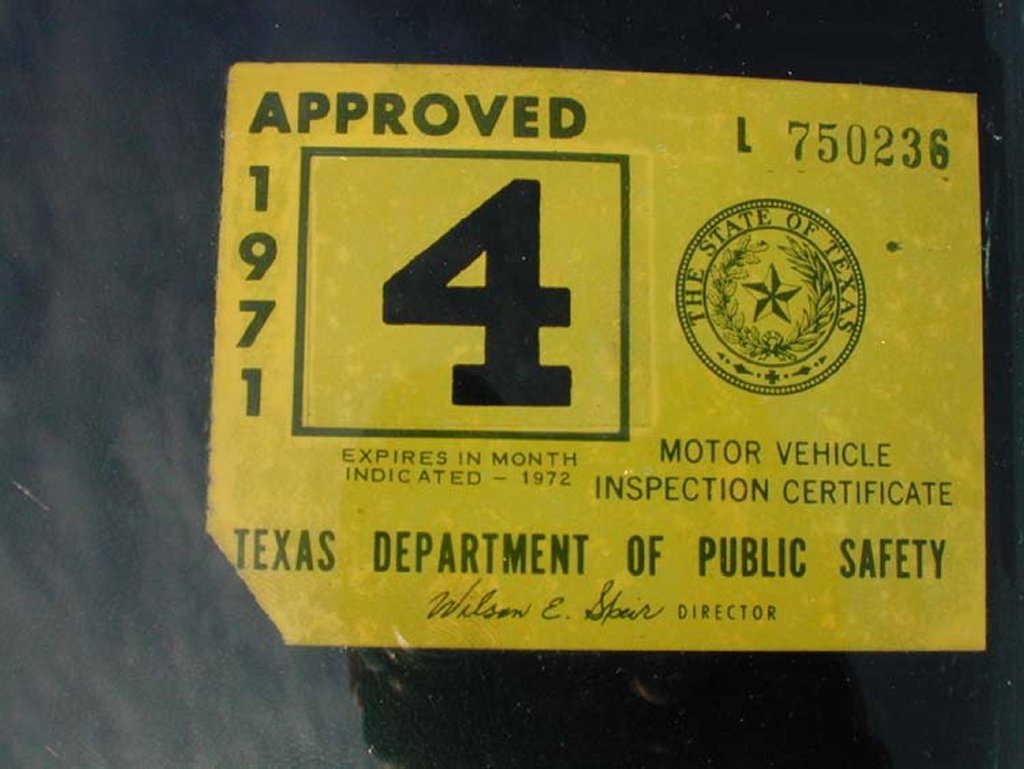 APPROVED
L 750236
1971
4
THE STATE OF TEXAS
EXPIRES IN MONTH
INDICATED - 1972
MOTOR VEHICLE
INSPECTION CERTIFICATE
TEXAS DEPARTMENT OF PUBLIC SAFETY
Wilson E. Speir DIRECTOR